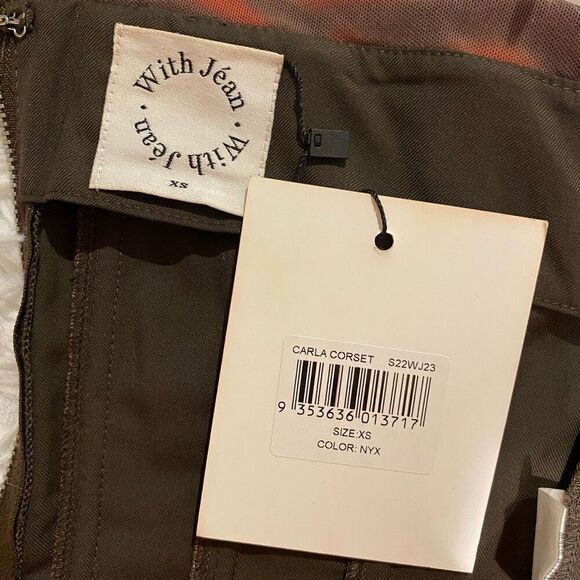 With Jéan · With Jéan ·
XS
CARLA CORSET S22WJ23
9 353636 013717
SIZE:XS
COLOR: NYX